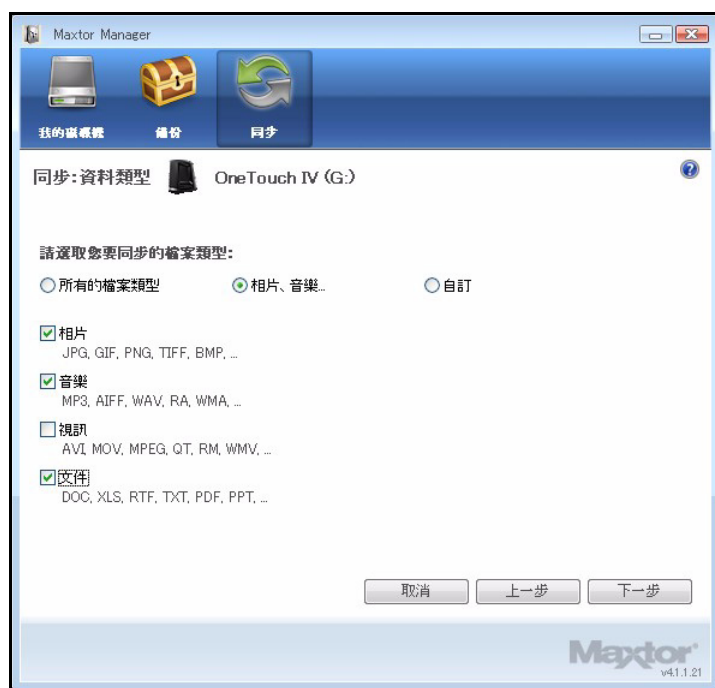 Maxtor Manager
我的磁碟機 備份 同步
同步:資料類型 OneTouch IV (G:)
請選取您要同步的檔案類型:
所有的檔案類型 相片、音樂... 自訂
相片
JPG, GIF, PNG, TIFF, BMP, ...
音樂
MP3, AIFF, WAV, RA, WMA, ...
視訊
AVI, MOV, MPEG, QT, RM, WMV, ...
文件
DOC, XLS, RTF, TXT, PDF, PPT, ...
取消 上一步 下一步
Maxtor
v4.1.1.21